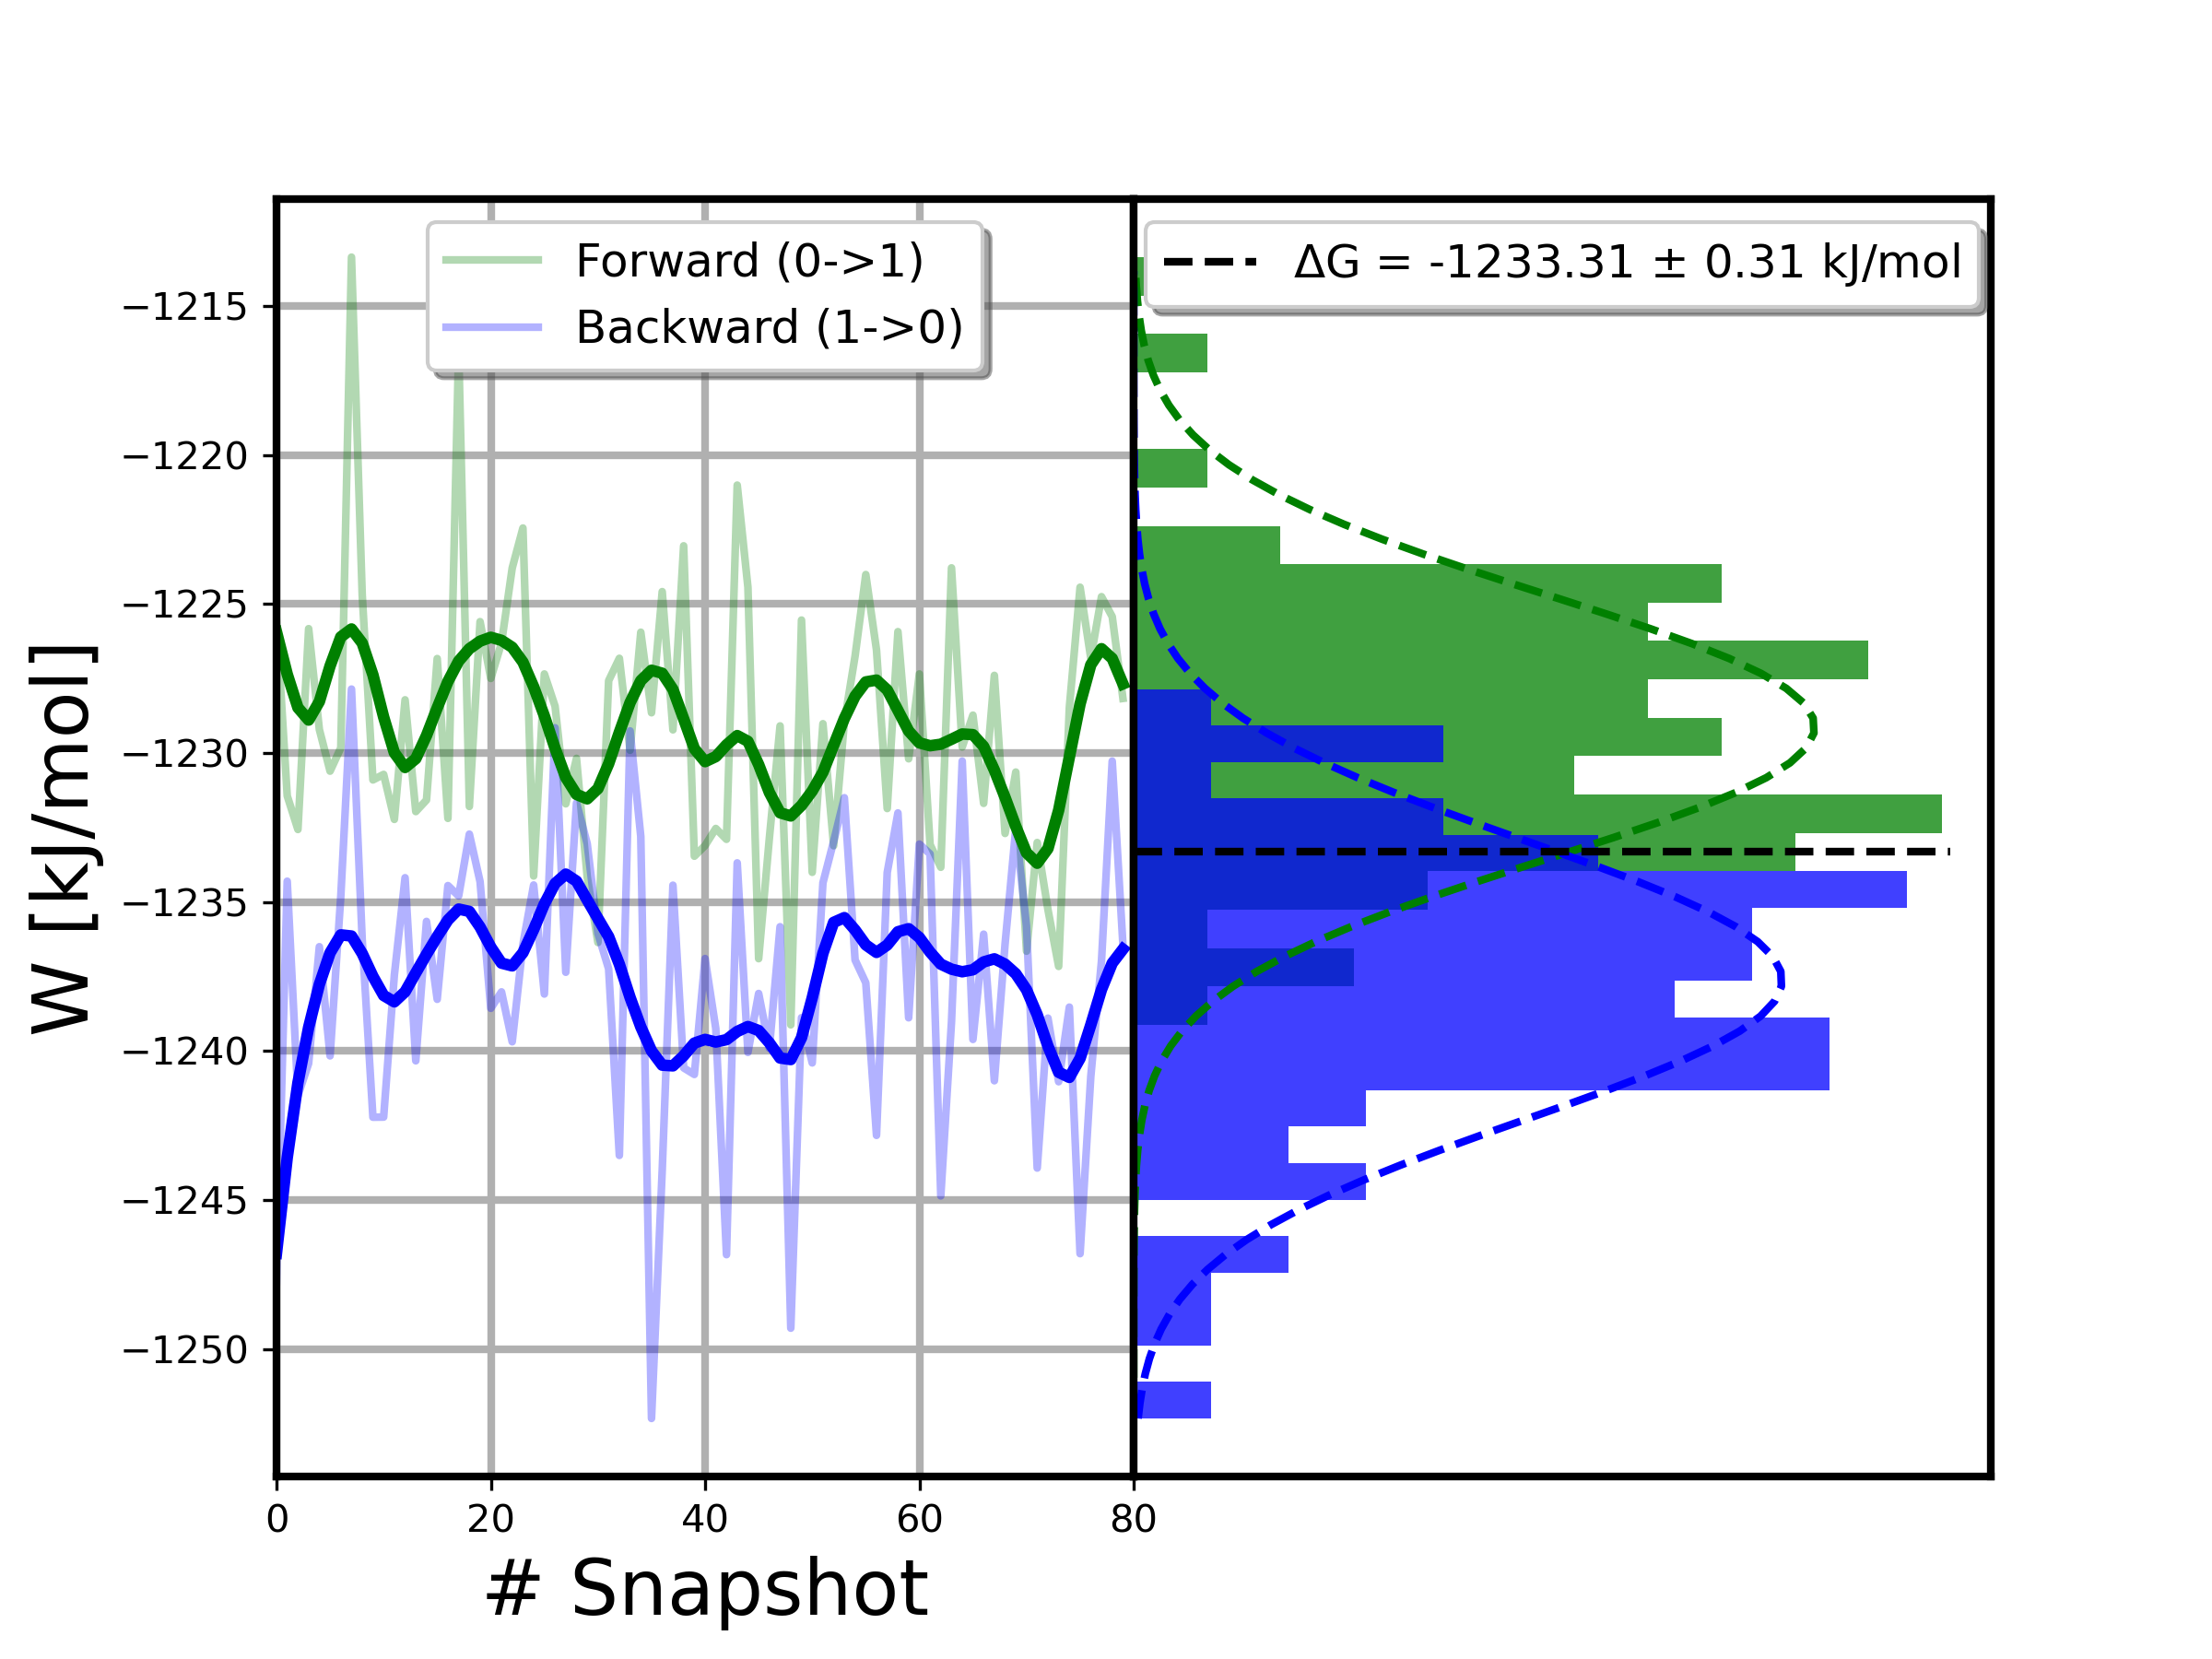 Forward (0->1)
Backward (1->0)
ΔG = -1233.31 ± 0.31 kJ/mol
−1215
−1220
−1225
−1230
−1235
−1240
−1245
−1250
W [kJ/mol]
0 20 40 60 80
# Snapshot